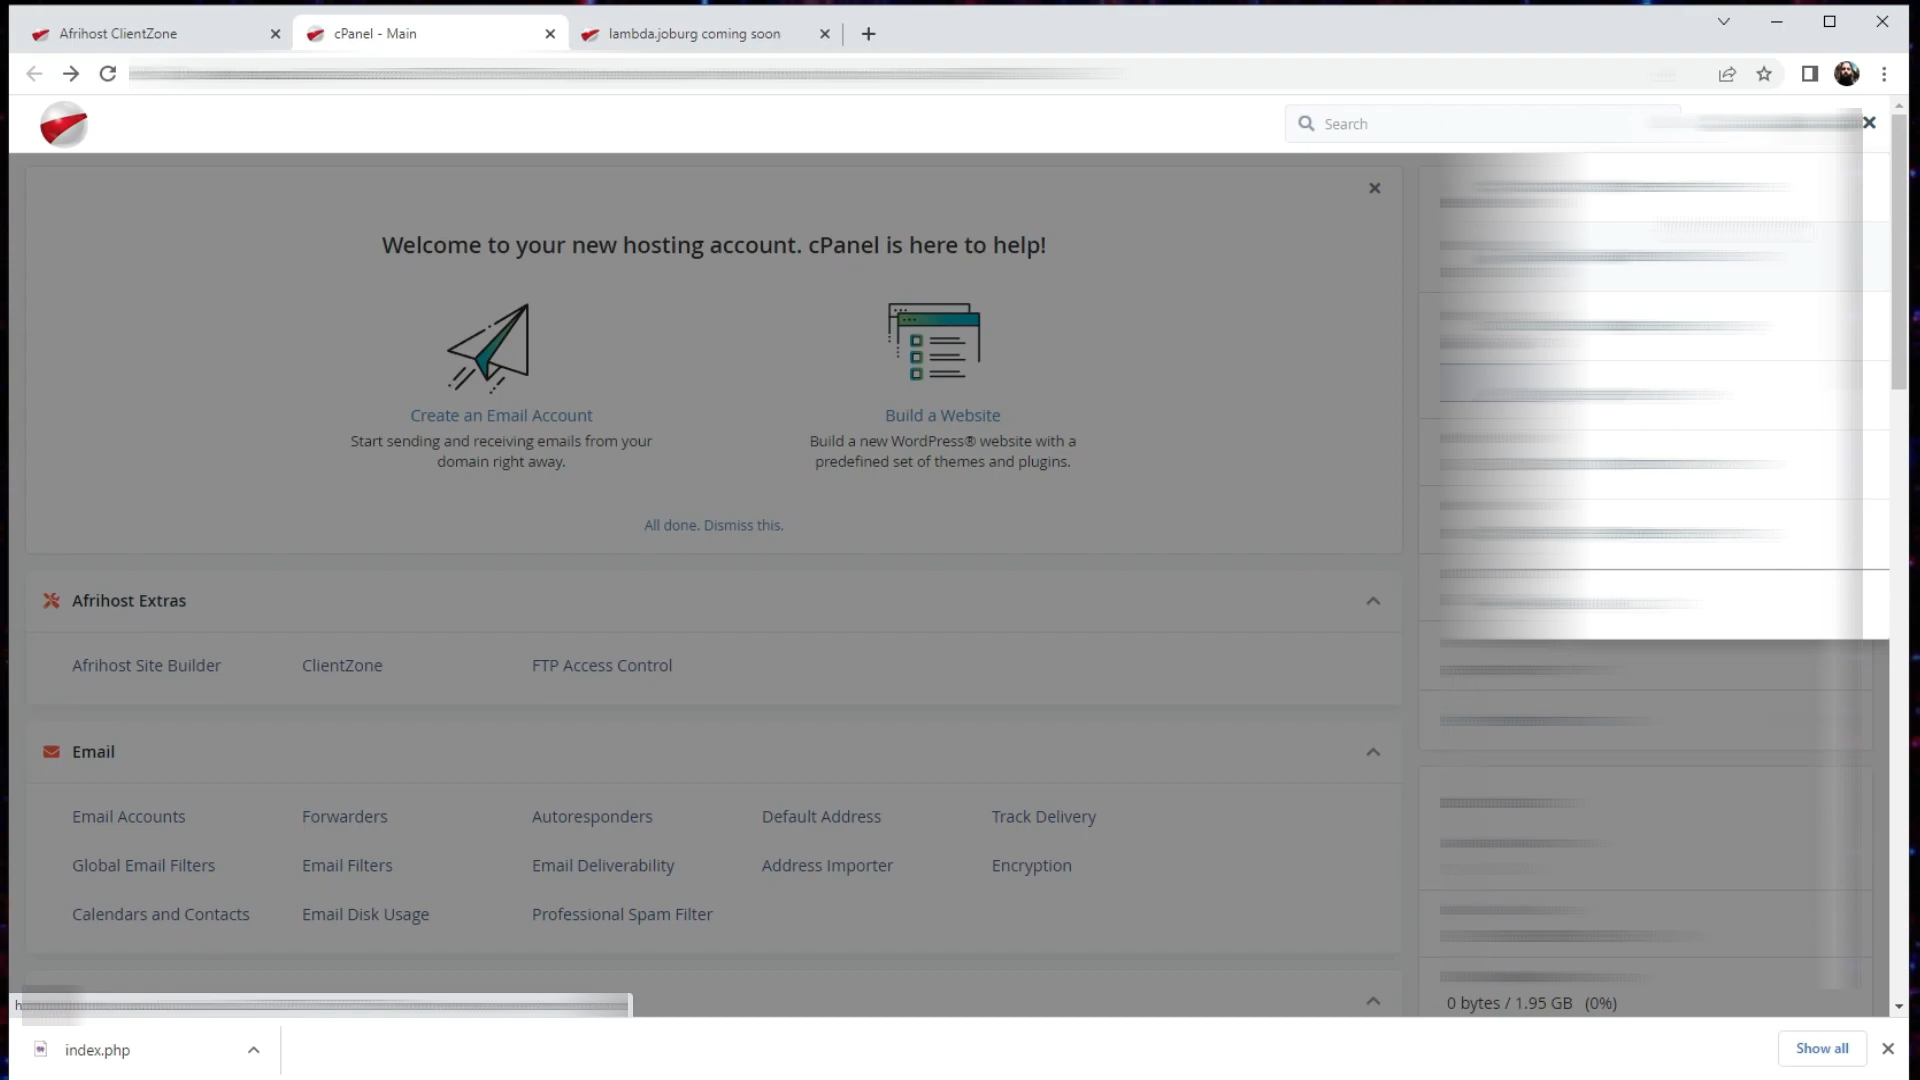 Afrihost ClientZone
cPanel - Main
lambda.joburg coming soon
Search
Welcome to your new hosting account. cPanel is here to help!
Create an Email Account
Start sending and receiving emails from your
domain right away.
Build a Website
Build a new WordPress® website with a
predefined set of themes and plugins.
All done. Dismiss this.
Afrihost Extras
Afrihost Site Builder
ClientZone
FTP Access Control
Email
Email Accounts
Forwarders
Autoresponders
Default Address
Track Delivery
Global Email Filters
Email Filters
Email Deliverability
Address Importer
Encryption
Calendars and Contacts
Email Disk Usage
Professional Spam Filter
0 bytes / 1.95 GB (0%)
index.php
Show all